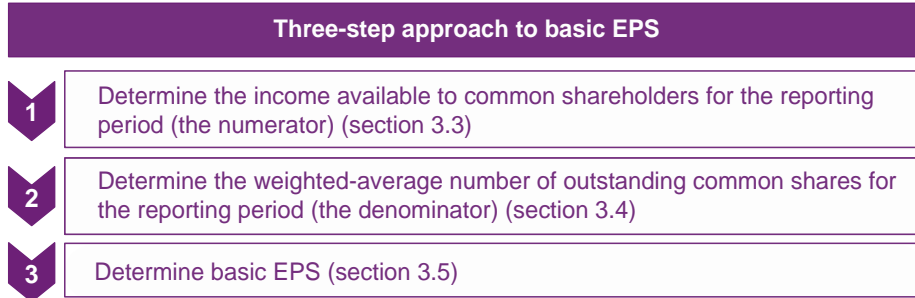 Three-step approach to basic EPS
1
Determine the income available to common shareholders for the reporting
period (the numerator) (section 3.3)
2
Determine the weighted-average number of outstanding common shares for
the reporting period (the denominator) (section 3.4)
3
Determine basic EPS (section 3.5)